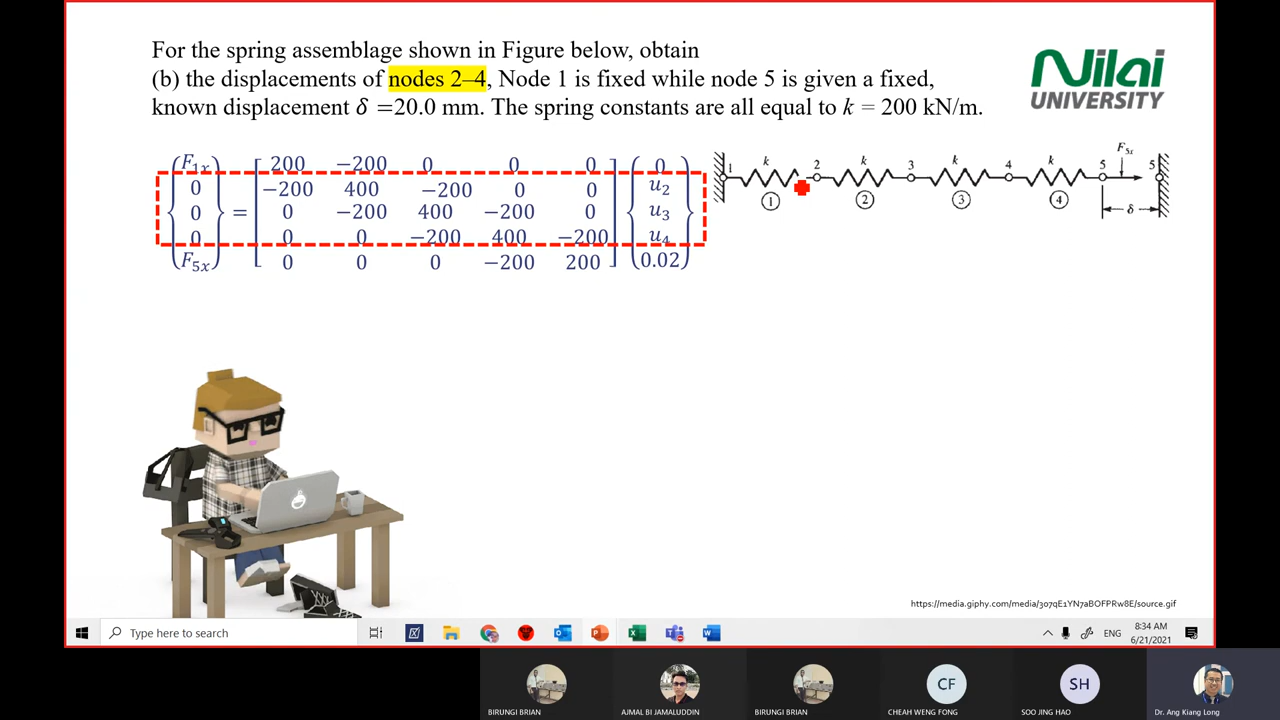 For the spring assemblage shown in Figure below, obtain
(b) the displacements of nodes 2–4, Node 1 is fixed while node 5 is given a fixed,
known displacement δ =20.0 mm. The spring constants are all equal to k = 200 kN/m.
Nilai
UNIVERSITY
F1x 200 −200 0 0 0 0
0 −200 400 −200 0 0 u2
0 = 0 −200 400 −200 0 u3
0 0 0 −200 400 −200 u4
F5x 0 0 0 −200 200 0.02
F5x
1 k 2 k 3 k 4 k 5 5
1 2 3 4 δ
https://media.giphy.com/media/3o7qE1YN7aBOFPRw8E/source.gif
Type here to search
ENG
8:34 AM
6/21/2021
CF SH
BIRUNGI BRIAN AJMAL BI JAMALUDDIN BIRUNGI BRIAN CHEAH WENG FONG SOO JING HAO Dr. Ang Kiang Long